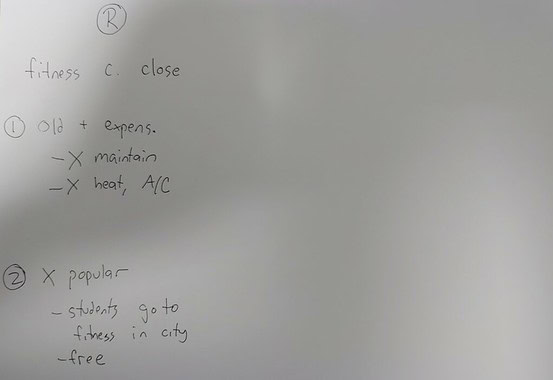 R
fitness c. close
① Old + expens.
- X maintain
- X heat, A/C
② X popular
- students go to
fitness in city
- free